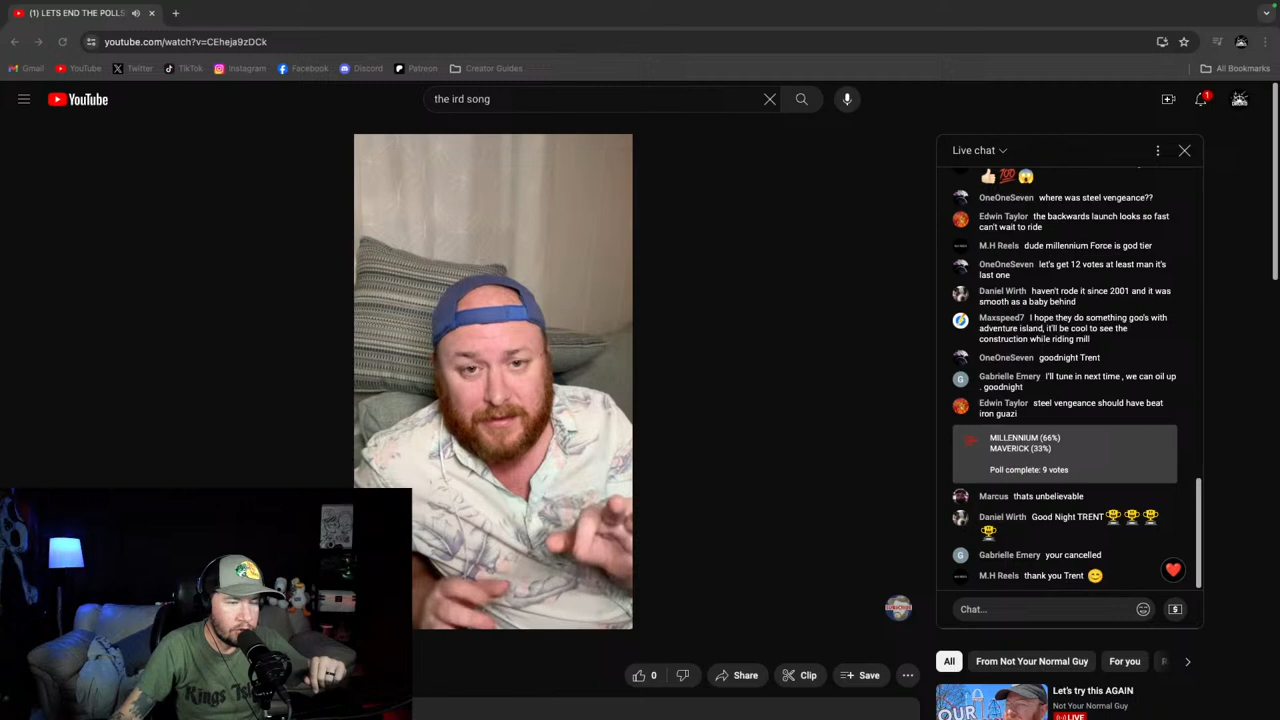 (1) LETS END THE POLLS
youtube.com/watch?v=CEheja9zDCk
Gmail
YouTube
Twitter
TikTok
Instagram
Facebook
Discord
Patreon
Creator Guides
All Bookmarks
YouTube
the ird song
1
Live chat
👍🏻💯😱
OneOneSeven where was steel vengeance??
Edwin Taylor the backwards launch looks so fast
can't wait to ride
M.H Reels dude millennium Force is god tier
OneOneSeven let's get 12 votes at least man it's
last one
Daniel Wirth haven't rode it since 2001 and it was
smooth as a baby behind
Maxspeed7 I hope they do something goo's with
adventure island, it'll be cool to see the
construction while riding mill
OneOneSeven goodnight Trent
Gabrielle Emery I'll tune in next time , we can oil up
. goodnight
Edwin Taylor steel vengeance should have beat
iron guazi
MILLENNIUM (66%)
MAVERICK (33%)
Poll complete: 9 votes
Marcus thats unbelievable
Daniel Wirth Good Night TRENT🏆🏆🏆
🏆
Gabrielle Emery your cancelled
M.H Reels thank you Trent 😊
Chat...
SUBSCRIBE
0
Share
Clip
Save
All
From Not Your Normal Guy
For you
Let's try this AGAIN
Not Your Normal Guy
LIVE
OUR
Kings Isl